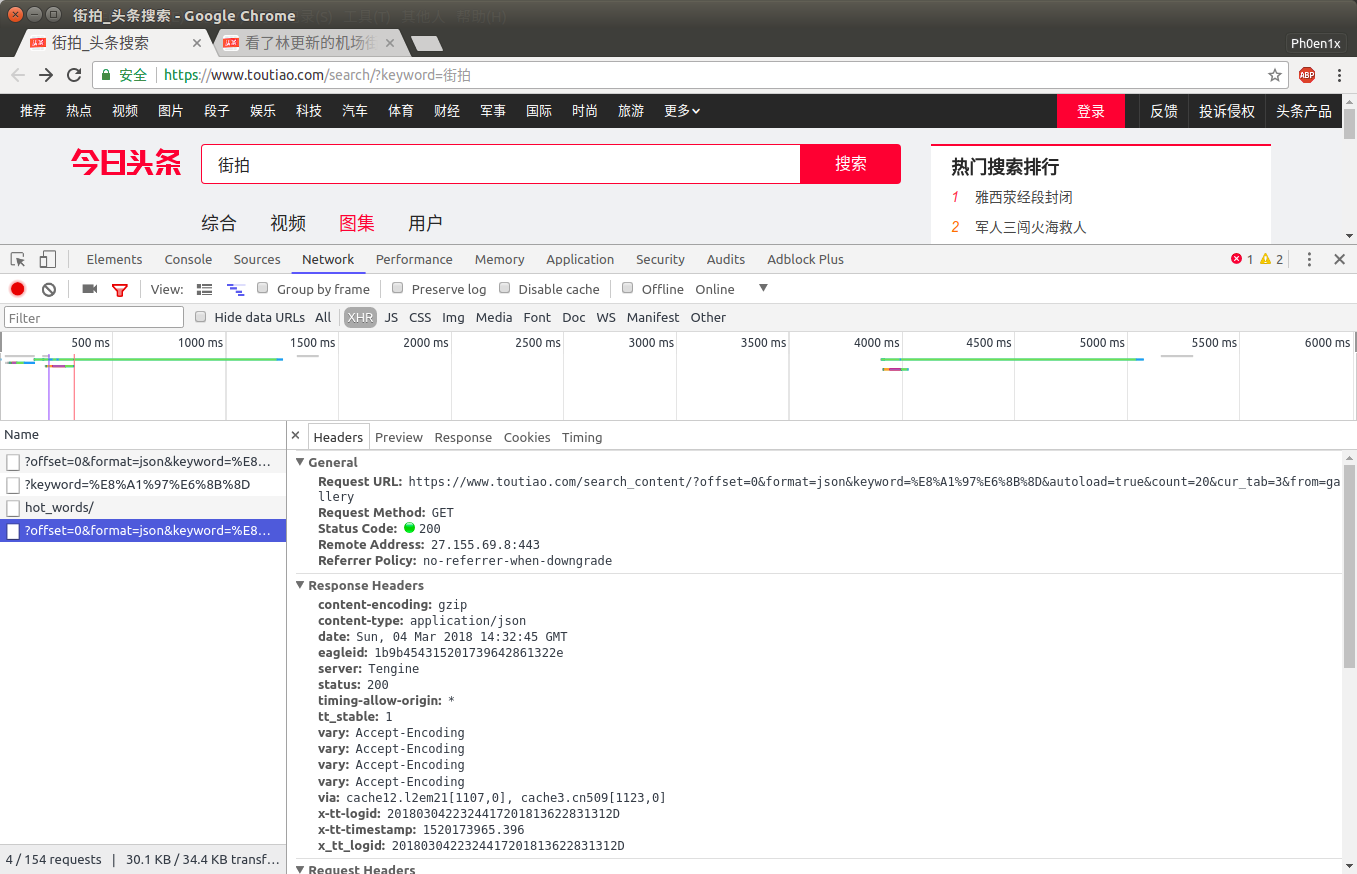 街拍_头条搜索 - Google Chrome
街拍_头条搜索
看了林更新的机场街
Ph0en1x
安全 https://www.toutiao.com/search/?keyword=街拍
ABP
推荐 热点 视频 图片 段子 娱乐 科技 汽车 体育 财经 军事 国际 时尚 旅游 更多 登录 反馈 投诉侵权 头条产品
今日头条 街拍 搜索
热门搜索排行
1 雅西荥经段封闭
2 军人三闯火海救人
综合 视频 图集 用户
Elements Console Sources Network Performance Memory Application Security Audits Adblock Plus 1 2
View: Group by frame Preserve log Disable cache Offline Online
Filter Hide data URLs All XHR JS CSS Img Media Font Doc WS Manifest Other
500 ms 1000 ms 1500 ms 2000 ms 2500 ms 3000 ms 3500 ms 4000 ms 4500 ms 5000 ms 5500 ms 6000 ms
Name
?offset=0&format=json&keyword=%E8...
?keyword=%E8%A1%97%E6%8B%8D
hot_words/
?offset=0&format=json&keyword=%E8...
4 / 154 requests | 30.1 KB / 34.4 KB transf...
Headers Preview Response Cookies Timing
General
Request URL: https://www.toutiao.com/search_content/?offset=0&format=json&keyword=%E8%A1%97%E6%8B%8D&autoload=true&count=20&cur_tab=3&from=ga
llery
Request Method: GET
Status Code: 200
Remote Address: 27.155.69.8:443
Referrer Policy: no-referrer-when-downgrade
Response Headers
content-encoding: gzip
content-type: application/json
date: Sun, 04 Mar 2018 14:32:45 GMT
eagleid: 1b9b454315201739642861322e
server: Tengine
status: 200
timing-allow-origin: *
tt_stable: 1
vary: Accept-Encoding
vary: Accept-Encoding
vary: Accept-Encoding
vary: Accept-Encoding
via: cache12.l2em21[1107,0], cache3.cn509[1123,0]
x-tt-logid: 20180304223244172018136228313​12D
x-tt-timestamp: 1520173965.396
x_tt_logid: 2018030422324417201813622831312D
Request Headers